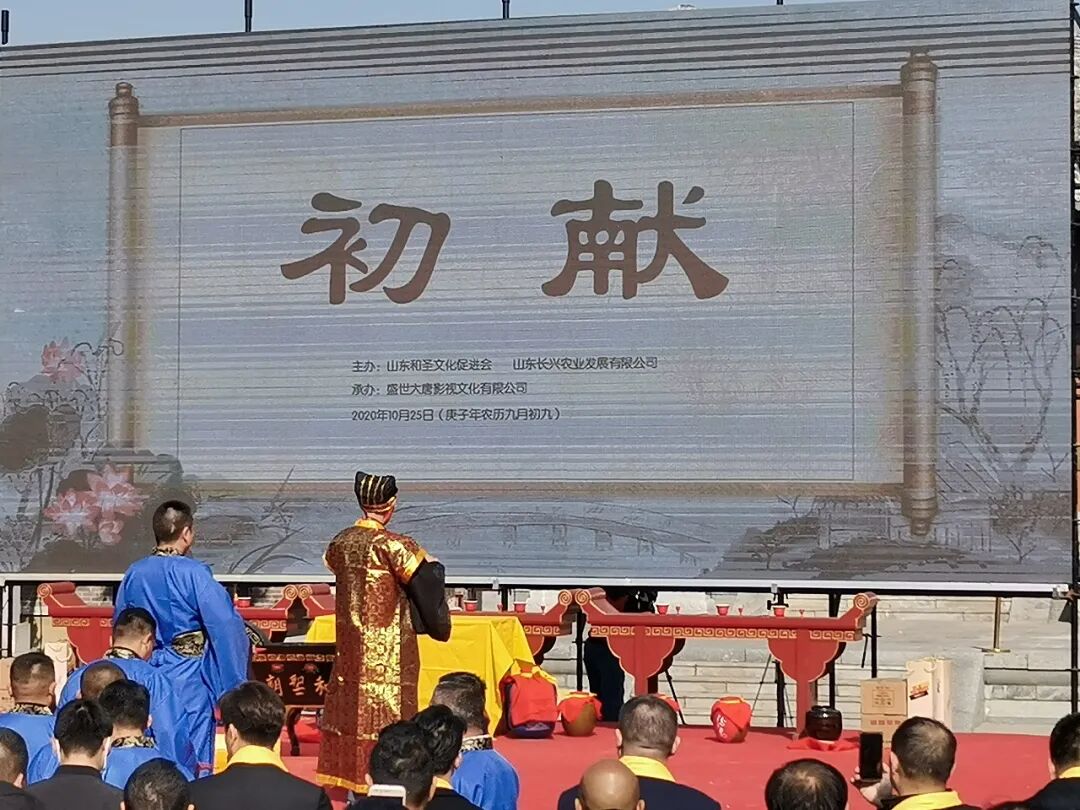 初 献
主办：山东和圣文化促进会 山东长兴农业发展有限公司
承办：盛世大唐影视文化有限公司
2020年10月25日（庚子年农历九月初九）